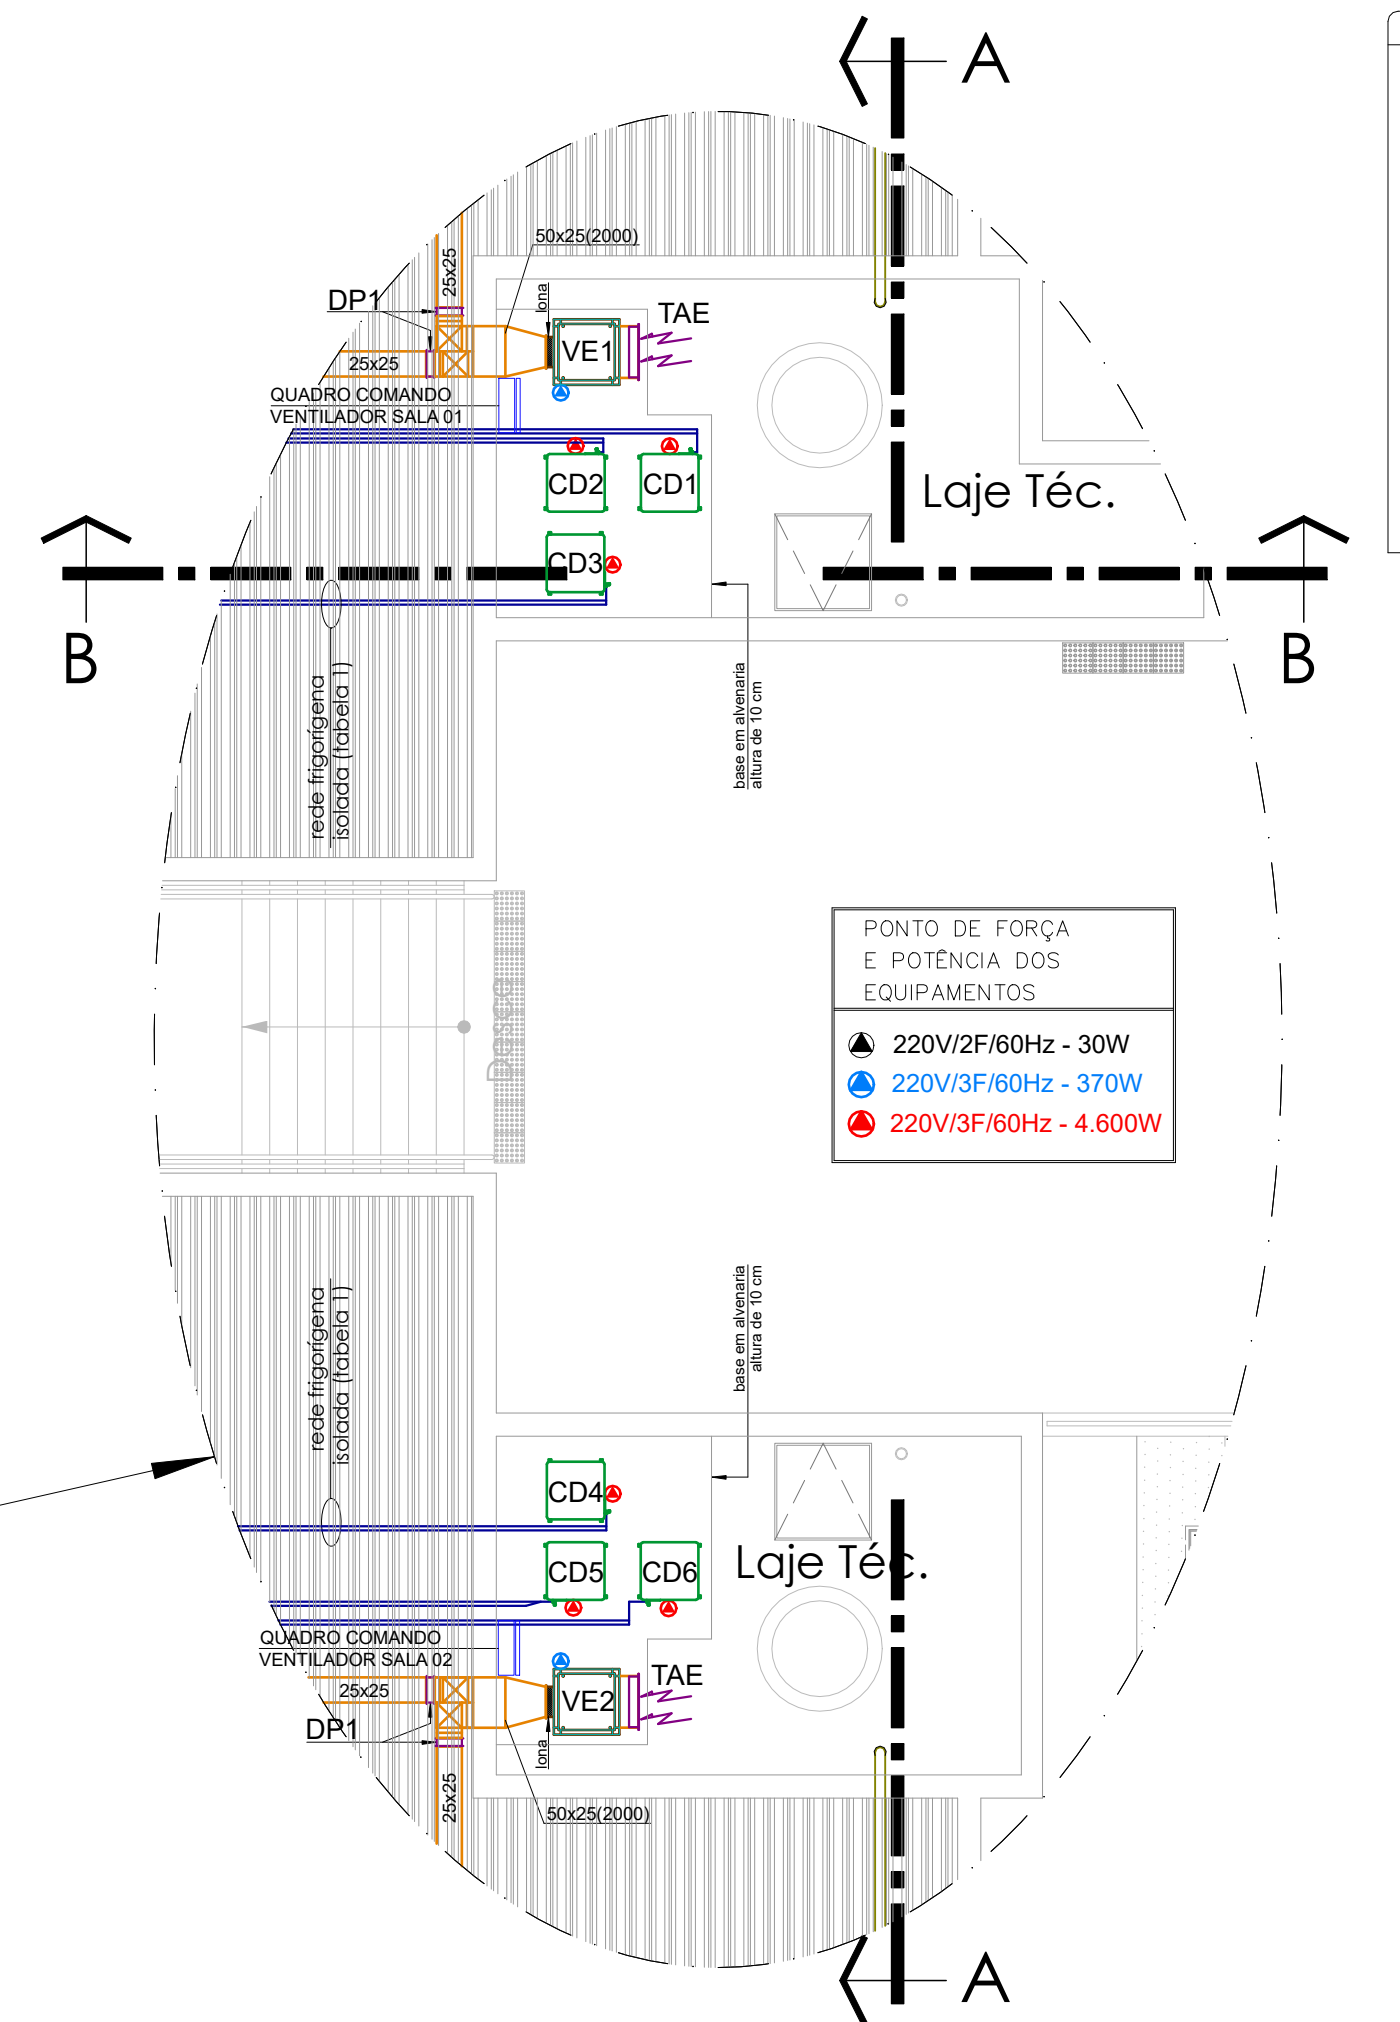 A
50x25(2000)
25x25
DP1
lona
TAE
VE1
25x25
QUADRO COMANDO
VENTILADOR SALA 01
CD2
CD1
Laje Téc.
CD3
B
B
rede frigorígena
isolada (tabela 1)
base em alvenaria
altura de 10 cm
PONTO DE FORÇA
E POTÊNCIA DOS
EQUIPAMENTOS
220V/2F/60Hz - 30W
220V/3F/60Hz - 370W
220V/3F/60Hz - 4.600W
rede frigorígena
isolada (tabela 1)
base em alvenaria
altura de 10 cm
CD4
CD5
CD6
Laje Téc.
QUADRO COMANDO
VENTILADOR SALA 02
TAE
25x25
VE2
DP1
lona
25x25
50x25(2000)
A